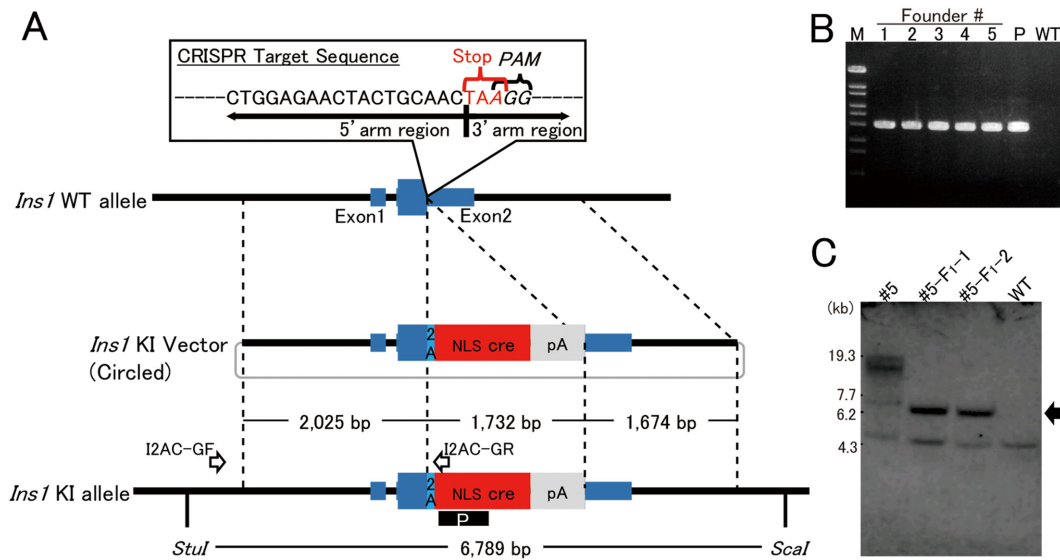 A
CRISPR Target Sequence
Stop PAM
------CTGGAGAACTACTGCAACTAAGG------
5' arm region 3' arm region
Ins1 WT allele
Exon1 Exon2
Ins1 KI Vector
(Circled)
2A NLS cre pA
2,025 bp 1,732 bp 1,674 bp
I2AC-GF I2AC-GR
Ins1 KI allele
2A NLS cre pA
P
StuI 6,789 bp ScaI
B
Founder #
M 1 2 3 4 5 P WT
C
#5 #5-F1-1 #5-F1-2 WT
(kb)
19.3
7.7
6.2
4.3